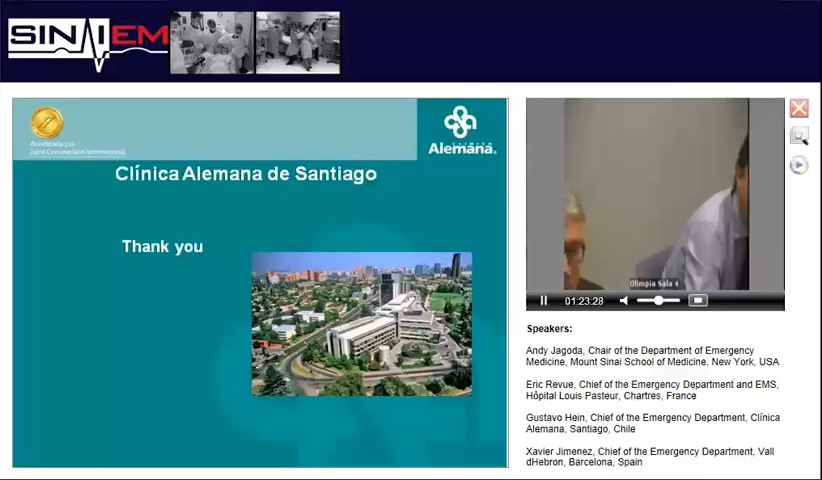 SINAIEM
Acreditada por
Joint Commission International
CLINICA
Alemana.
Clínica Alemana de Santiago
Thank you
Olimpia Sala 4
01:23:28
Speakers:
Andy Jagoda, Chair of the Department of Emergency
Medicine, Mount Sinai School of Medicine, New York, USA
Eric Revue, Chief of the Emergency Department and EMS,
Hôpital Louis Pasteur, Chartres, France
Gustavo Hein, Chief of the Emergency Department, Clínica
Alemana, Santiago, Chile
Xavier Jimenez, Chief of the Emergency Department, Vall
dHebron, Barcelona, Spain